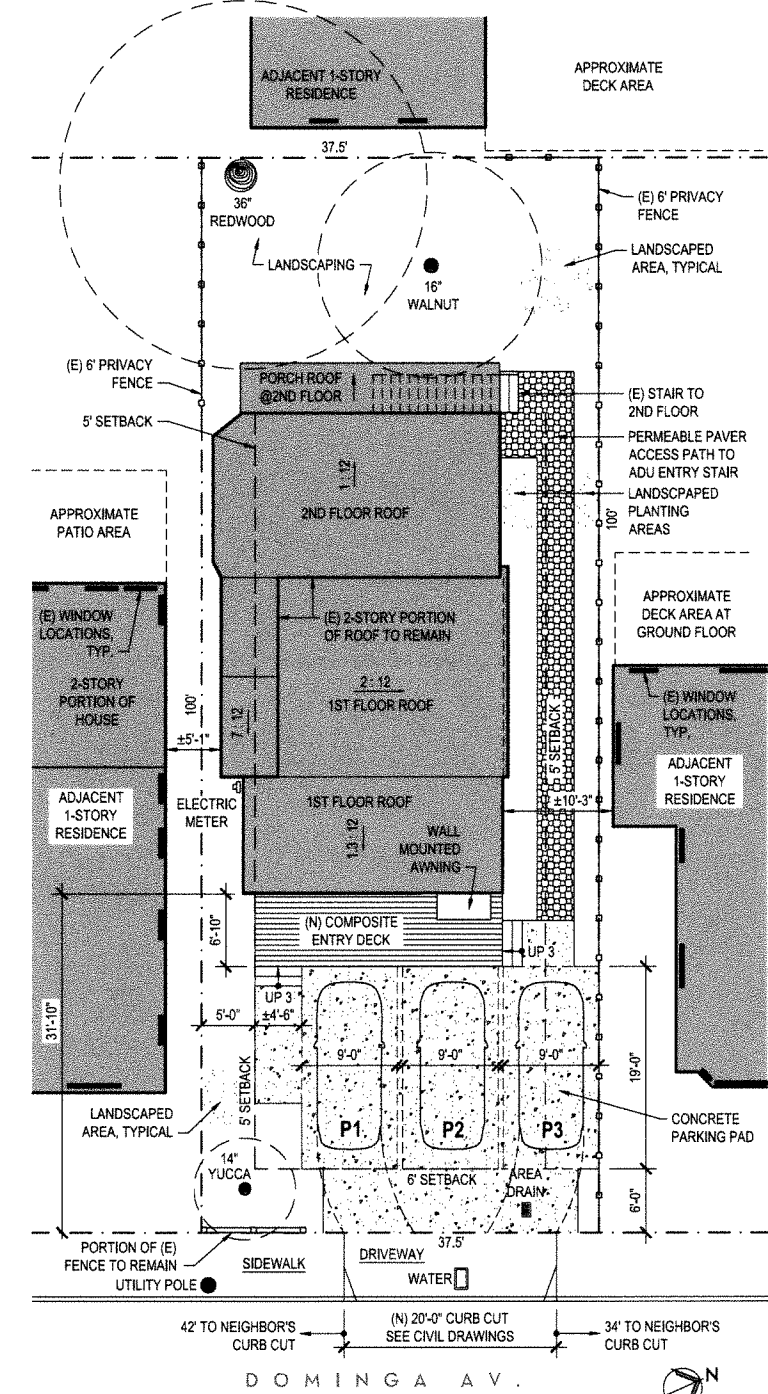 ADJACENT 1-STORY
RESIDENCE
APPROXIMATE
DECK AREA
37.5'
36"
REDWOOD
(E) 6' PRIVACY
FENCE
LANDSCAPING
LANDSCAPED
AREA, TYPICAL
16"
WALNUT
(E) 6' PRIVACY
FENCE
PORCH ROOF
@2ND FLOOR
(E) STAIR TO
2ND FLOOR
5' SETBACK
PERMEABLE PAVER
ACCESS PATH TO
ADU ENTRY STAIR
1:12
2ND FLOOR ROOF
LANDSCPAPED
PLANTING
AREAS
100'
APPROXIMATE
PATIO AREA
APPROXIMATE
DECK AREA AT
GROUND FLOOR
(E) WINDOW
LOCATIONS,
TYP.
(E) 2-STORY PORTION
OF ROOF TO REMAIN
2-STORY
PORTION OF
HOUSE
100'
2:12
1ST FLOOR ROOF
7:12
5' SETBACK
(E) WINDOW
LOCATIONS,
TYP.
±5'-1"
ADJACENT
1-STORY
RESIDENCE
ADJACENT
1-STORY
RESIDENCE
ELECTRIC
METER
1ST FLOOR ROOF
1.3:12
WALL
MOUNTED
AWNING
±10'-3"
6'-10"
(N) COMPOSITE
ENTRY DECK
UP 3
UP 3
31'-10"
5'-0"
±4'-6"
9'-0"
9'-0"
9'-0"
19'-0"
5' SETBACK
LANDSCAPED
AREA, TYPICAL
P1
P2
P3
CONCRETE
PARKING PAD
14"
YUCCA
6' SETBACK
AREA
DRAIN
6'-0"
37.5'
PORTION OF (E)
FENCE TO REMAIN
SIDEWALK
DRIVEWAY
UTILITY POLE
WATER
42' TO NEIGHBOR'S
CURB CUT
(N) 20'-0" CURB CUT
SEE CIVIL DRAWINGS
34' TO NEIGHBOR'S
CURB CUT
DOMINGA AV.
N